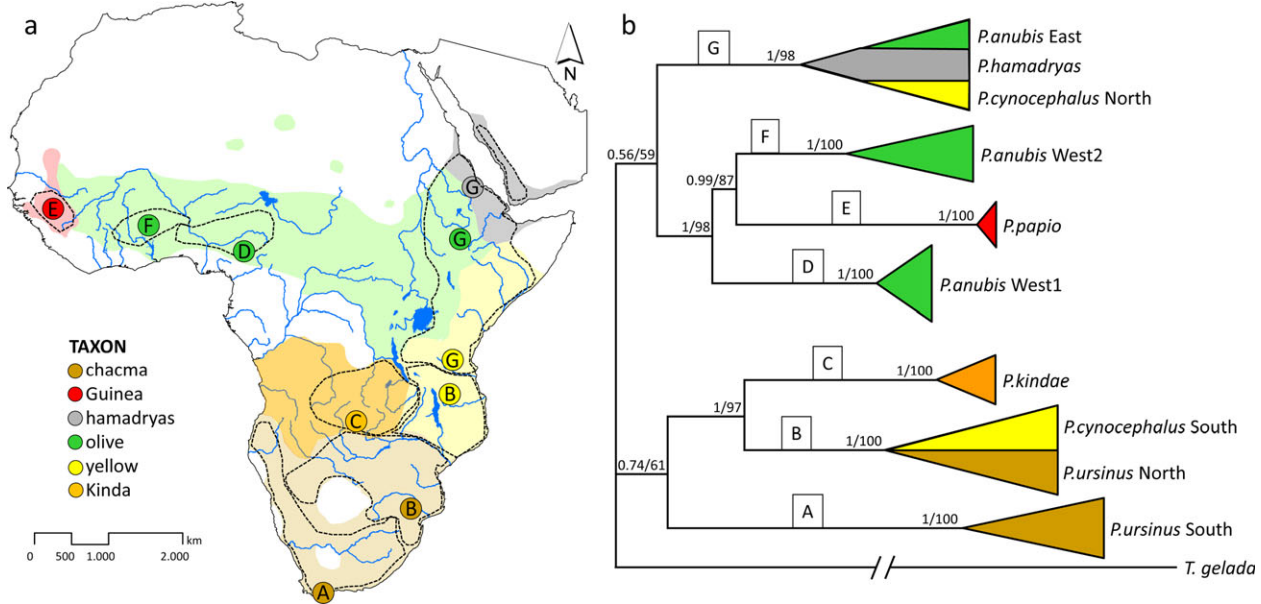 a
N
E
F
D
G
G
G
B
C
B
A
TAXON
chacma
Guinea
hamadryas
olive
yellow
Kinda
km
0 500 1.000 2.000
b
G
1/98
P.anubis East
P.hamadryas
P.cynocephalus North
0.56/59
F
1/100
P.anubis West2
0.99/87
E
1/100
P.papio
1/98
D
1/100
P.anubis West1
C
1/100
P.kindae
1/97
B
1/100
P.cynocephalus South
P.ursinus North
0.74/61
A
1/100
P.ursinus South
T. gelada